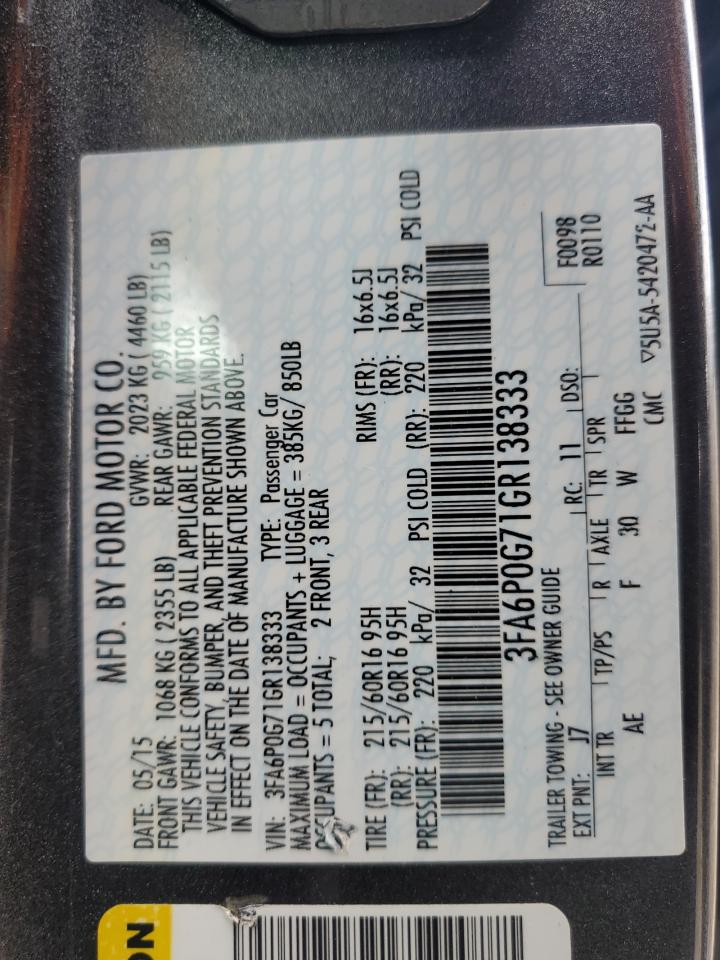 MFD. BY FORD MOTOR CO.
DATE: 05/15 GVWR: 2023 KG ( 4460 LB)
FRONT GAWR: 1068 KG ( 2355 LB) REAR GAWR: 959 KG ( 2115 LB)
THIS VEHICLE CONFORMS TO ALL APPLICABLE FEDERAL MOTOR
VEHICLE SAFETY, BUMPER, AND THEFT PREVENTION STANDARDS
IN EFFECT ON THE DATE OF MANUFACTURE SHOWN ABOVE.
VIN: 3FA6P0G71GR138333 TYPE: Passenger Car
MAXIMUM LOAD = OCCUPANTS + LUGGAGE = 385KG/ 850LB
OCCUPANTS = 5 TOTAL; 2 FRONT, 3 REAR
TIRE (FR): 215/60R16 95H RIMS (FR): 16x6.5J
(RR): 215/60R16 95H (RR): 16x6.5J
PRESSURE (FR): 220 kPa/ 32 PSI COLD (RR): 220 kPa/ 32 PSI COLD
3FA6P0G71GR138333
TRAILER TOWING - SEE OWNER GUIDE F0098
EXT PNT: J7 RC: 11 DSO: R0110
INT TR TP/PS R AXLE TR SPR
AE F 30 W FFGG
CMC ▽5U5A-5420472-AA
ON